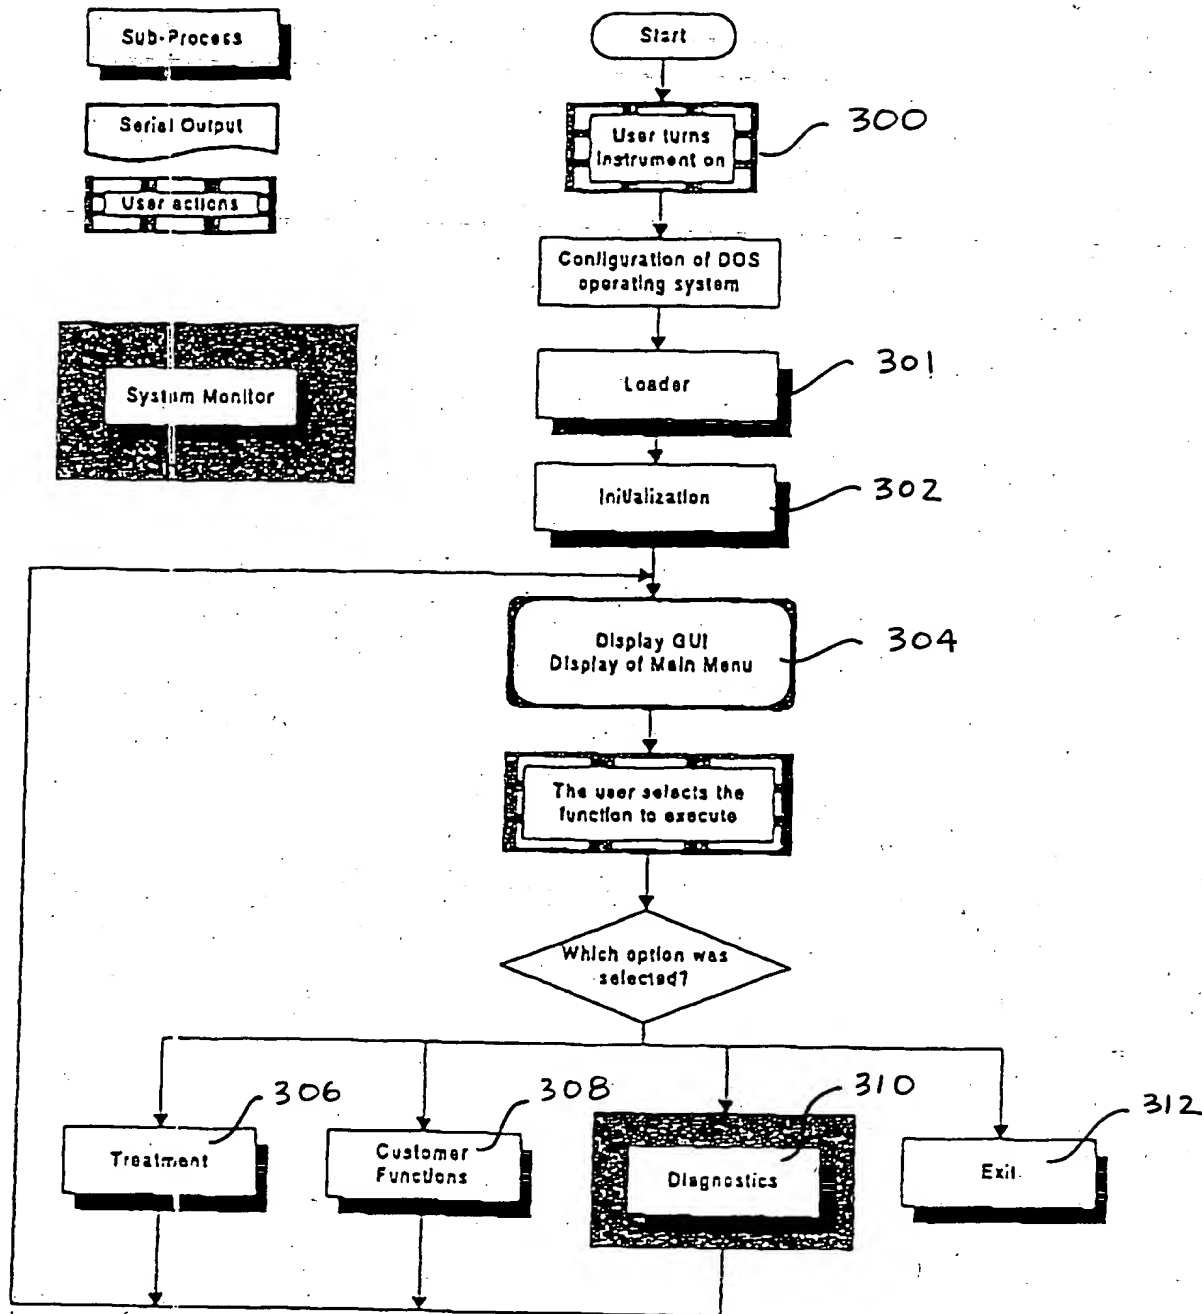 Sub-Process
Serial Output
User actions
System Monitor
Start
User turns
Instrument on
300
Configuration of DOS
operating system
Loader
301
Initialization
302
Display GUI
Display of Main Menu
304
The user selects the
function to execute
Which option was
selected?
306
Treatment
308
Customer
Functions
310
Diagnostics
312
Exit